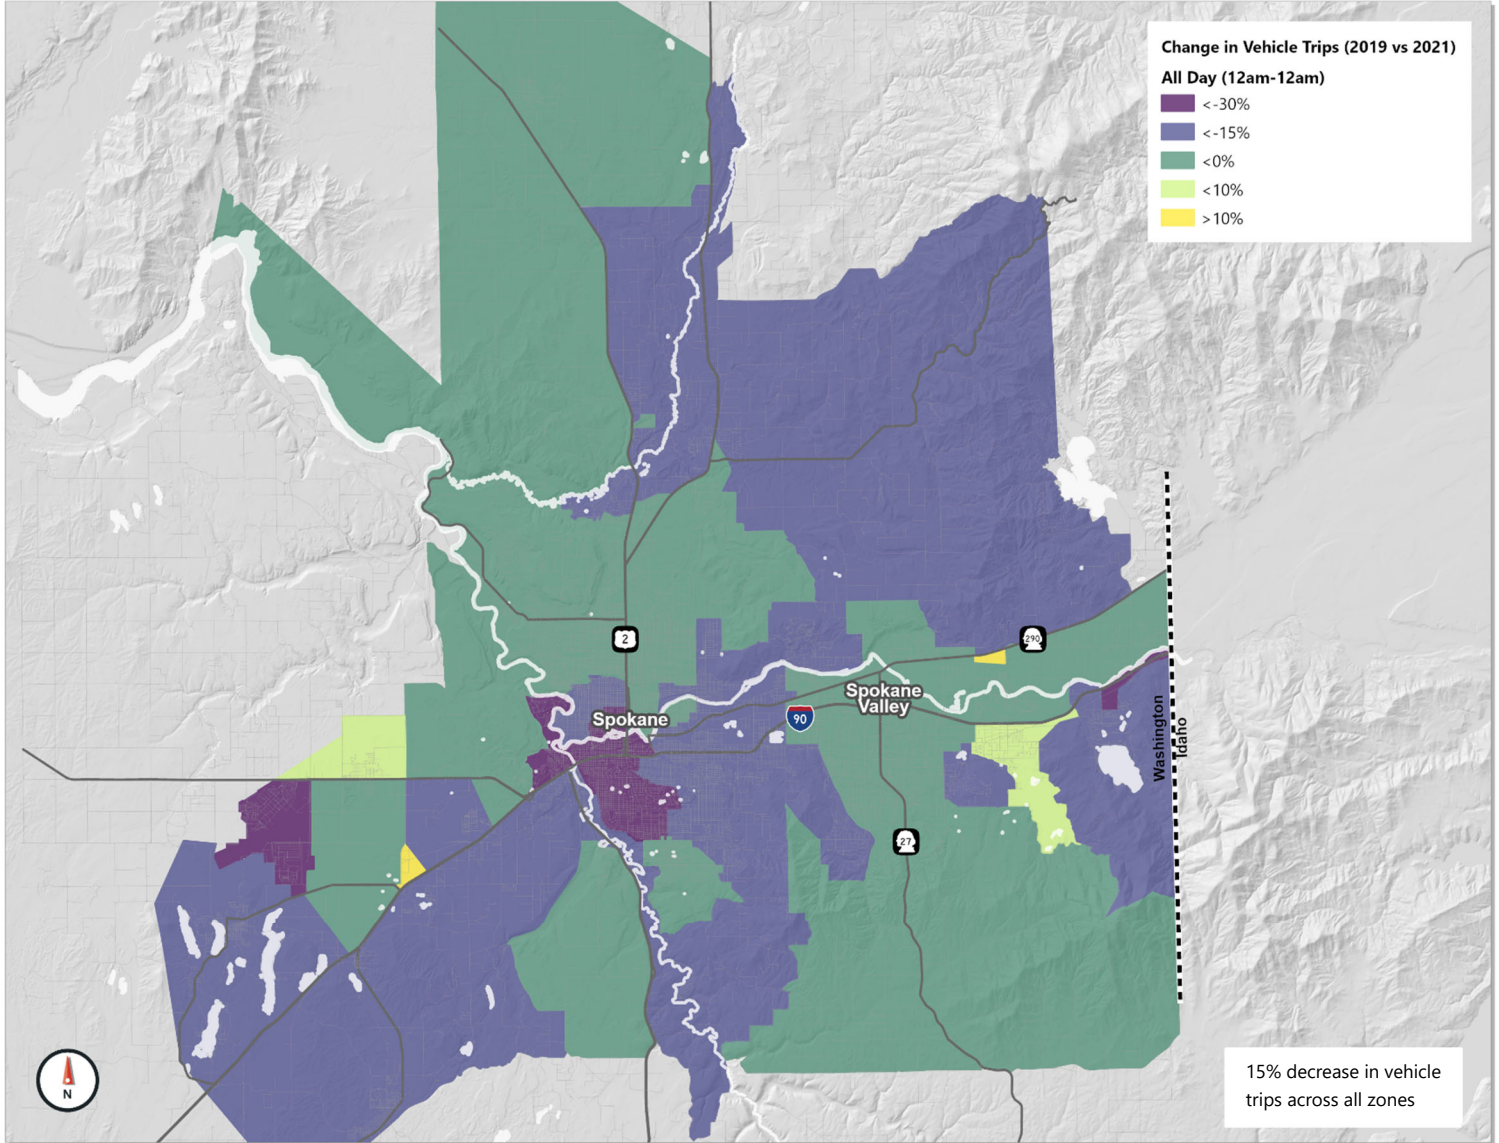 Change in Vehicle Trips (2019 vs 2021)
All Day (12am-12am)
<-30%
<-15%
<0%
<10%
>10%
2
290
Spokane
Valley
Spokane
90
Washington
Idaho
27
N
15% decrease in vehicle
trips across all zones